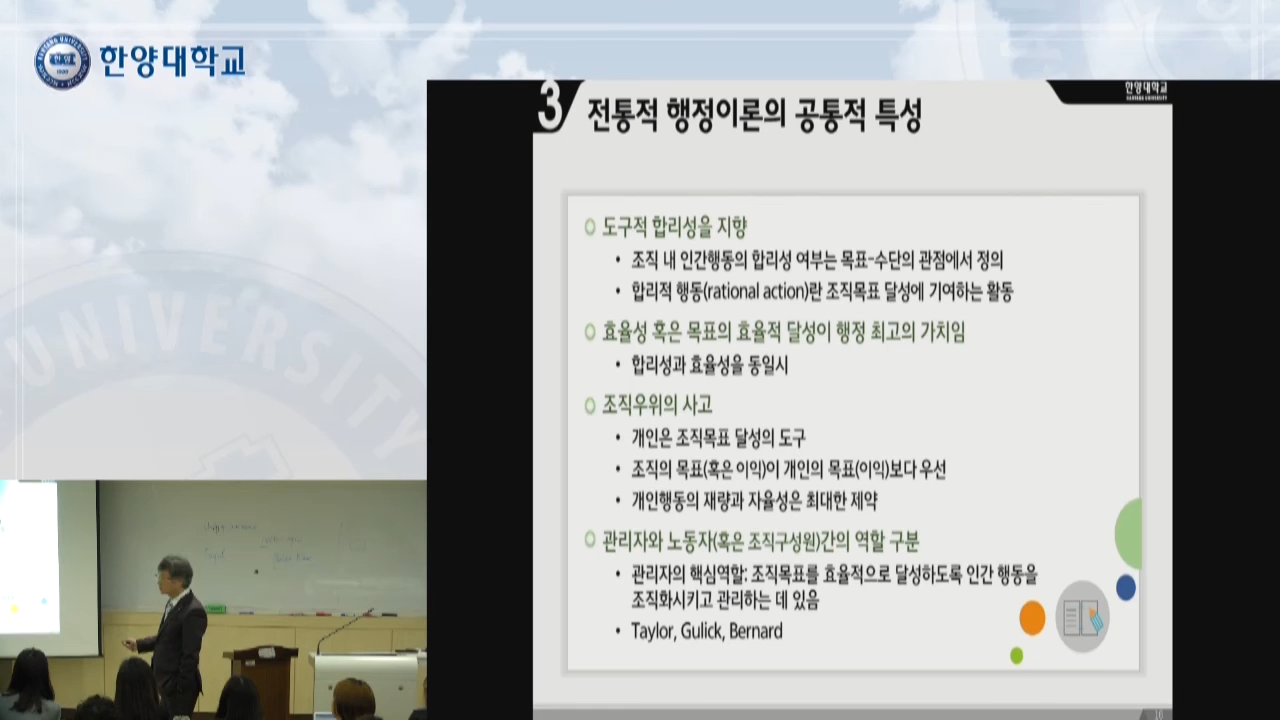 한양대학교
3 전통적 행정이론의 공통적 특성
한양대학교
HANYANG UNIVERSITY
도구적 합리성을 지향
• 조직 내 인간행동의 합리성 여부는 목표-수단의 관점에서 정의
• 합리적 행동(rational action)란 조직목표 달성에 기여하는 활동
효율성 혹은 목표의 효율적 달성이 행정 최고의 가치임
• 합리성과 효율성을 동일시
조직우위의 사고
• 개인은 조직목표 달성의 도구
• 조직의 목표(혹은 이익)이 개인의 목표(이익)보다 우선
• 개인행동의 재량과 자율성은 최대한 제약
관리자와 노동자(혹은 조직구성원)간의 역할 구분
• 관리자의 핵심역할: 조직목표를 효율적으로 달성하도록 인간 행동을
조직화시키고 관리하는 데 있음
• Taylor, Gulick, Bernard
UNIVERSITY